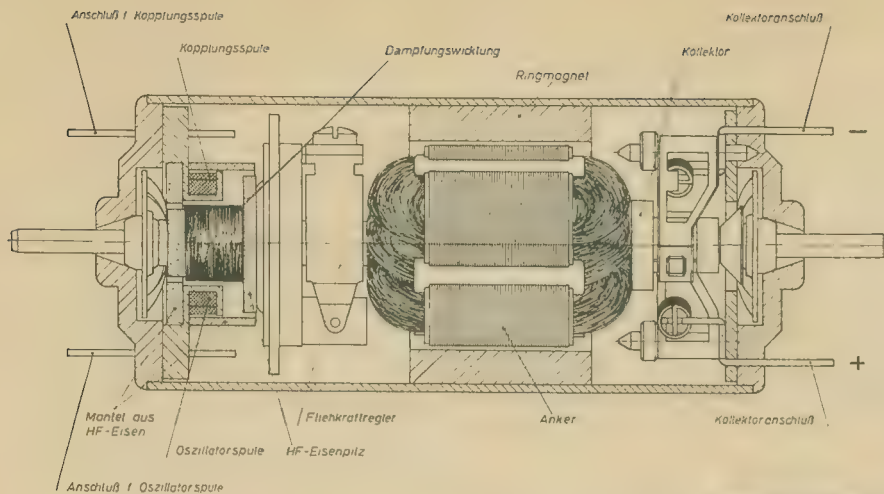 Anschluß f Kopplungsspule
Kollektoranschluß
Kopplungsspule
Dämpfungswicklung
Kollektor
Ringmagnet
−
+
Mantel aus
HF-Eisen
Fliehkraftregler
Anker
Kollektoranschluß
Oszillatorspule
HF-Eisenpilz
Anschluß f Oszillatorspule